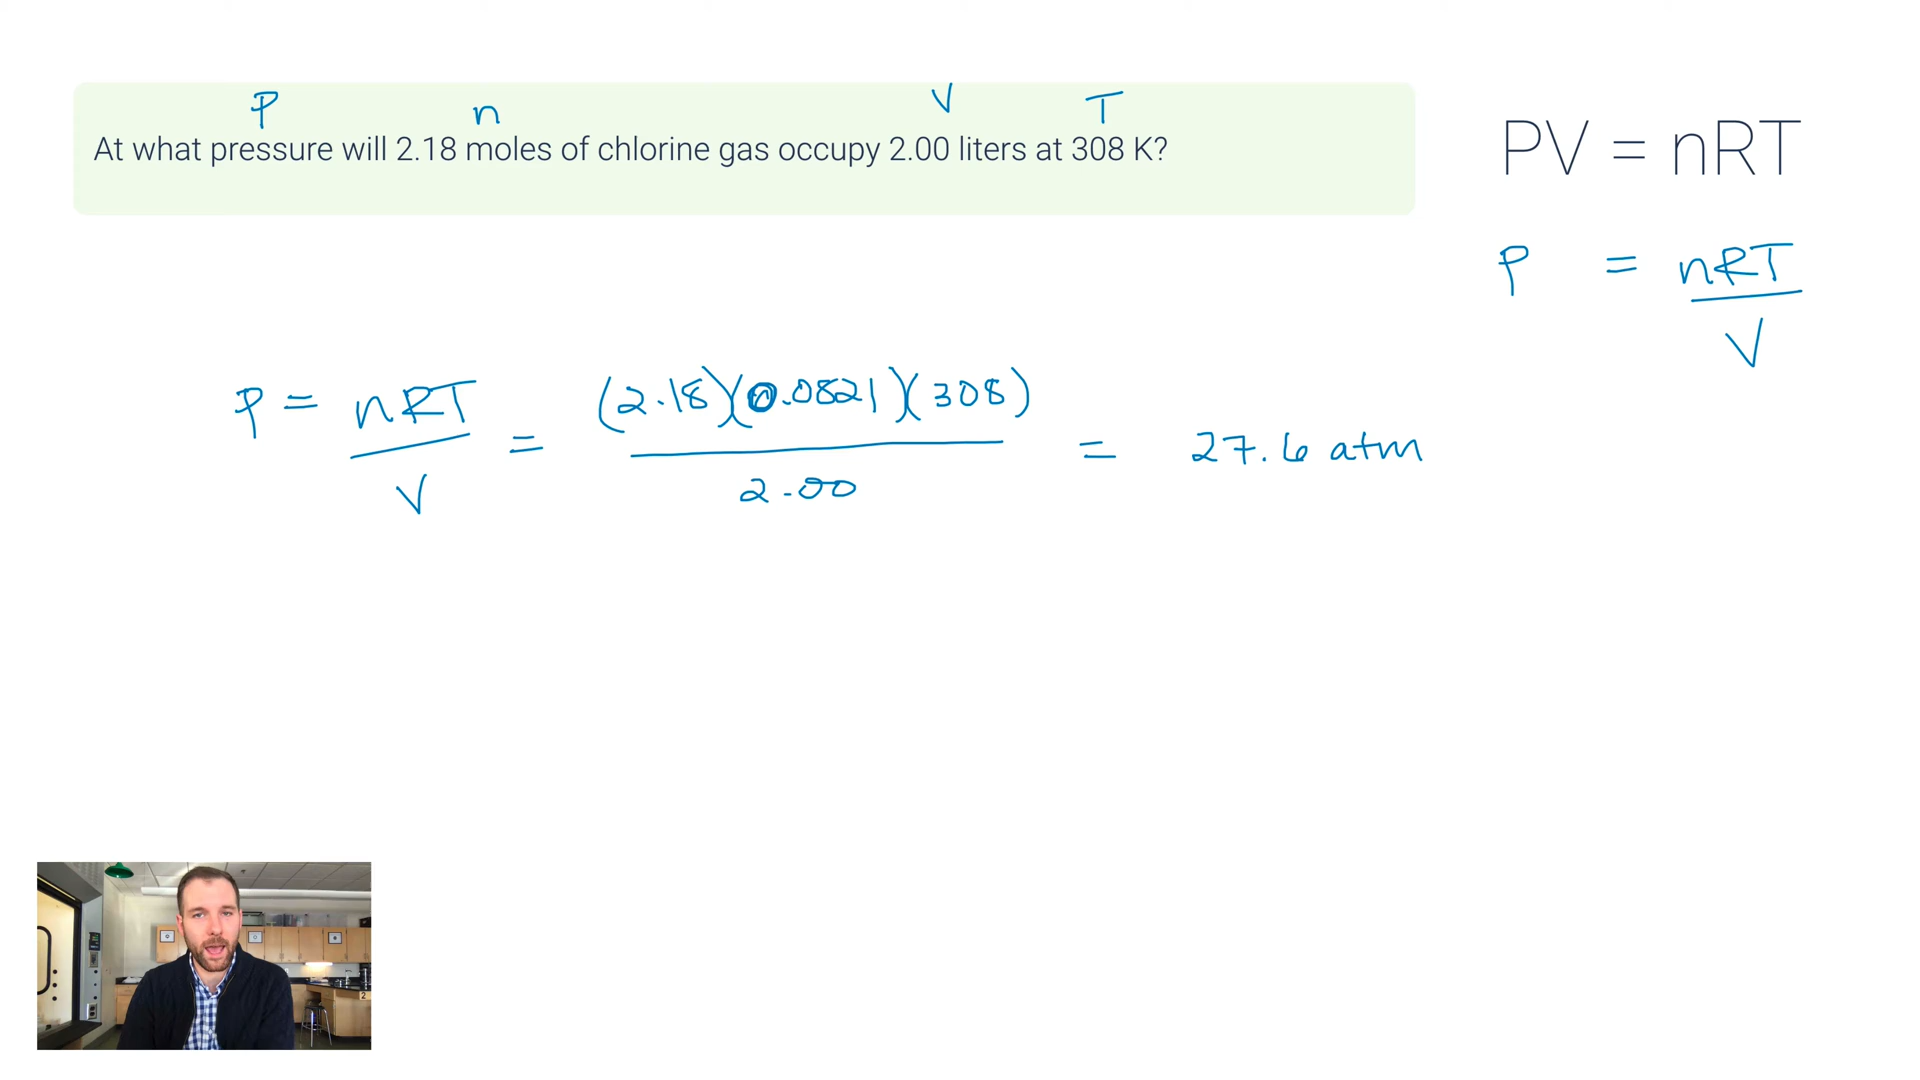 P n V T
At what pressure will 2.18 moles of chlorine gas occupy 2.00 liters at 308 K?
PV = nRT
P = nRT
V
P = nRT = (2.18)(0.0821)(308) = 27.6 atm
V 2.00
2